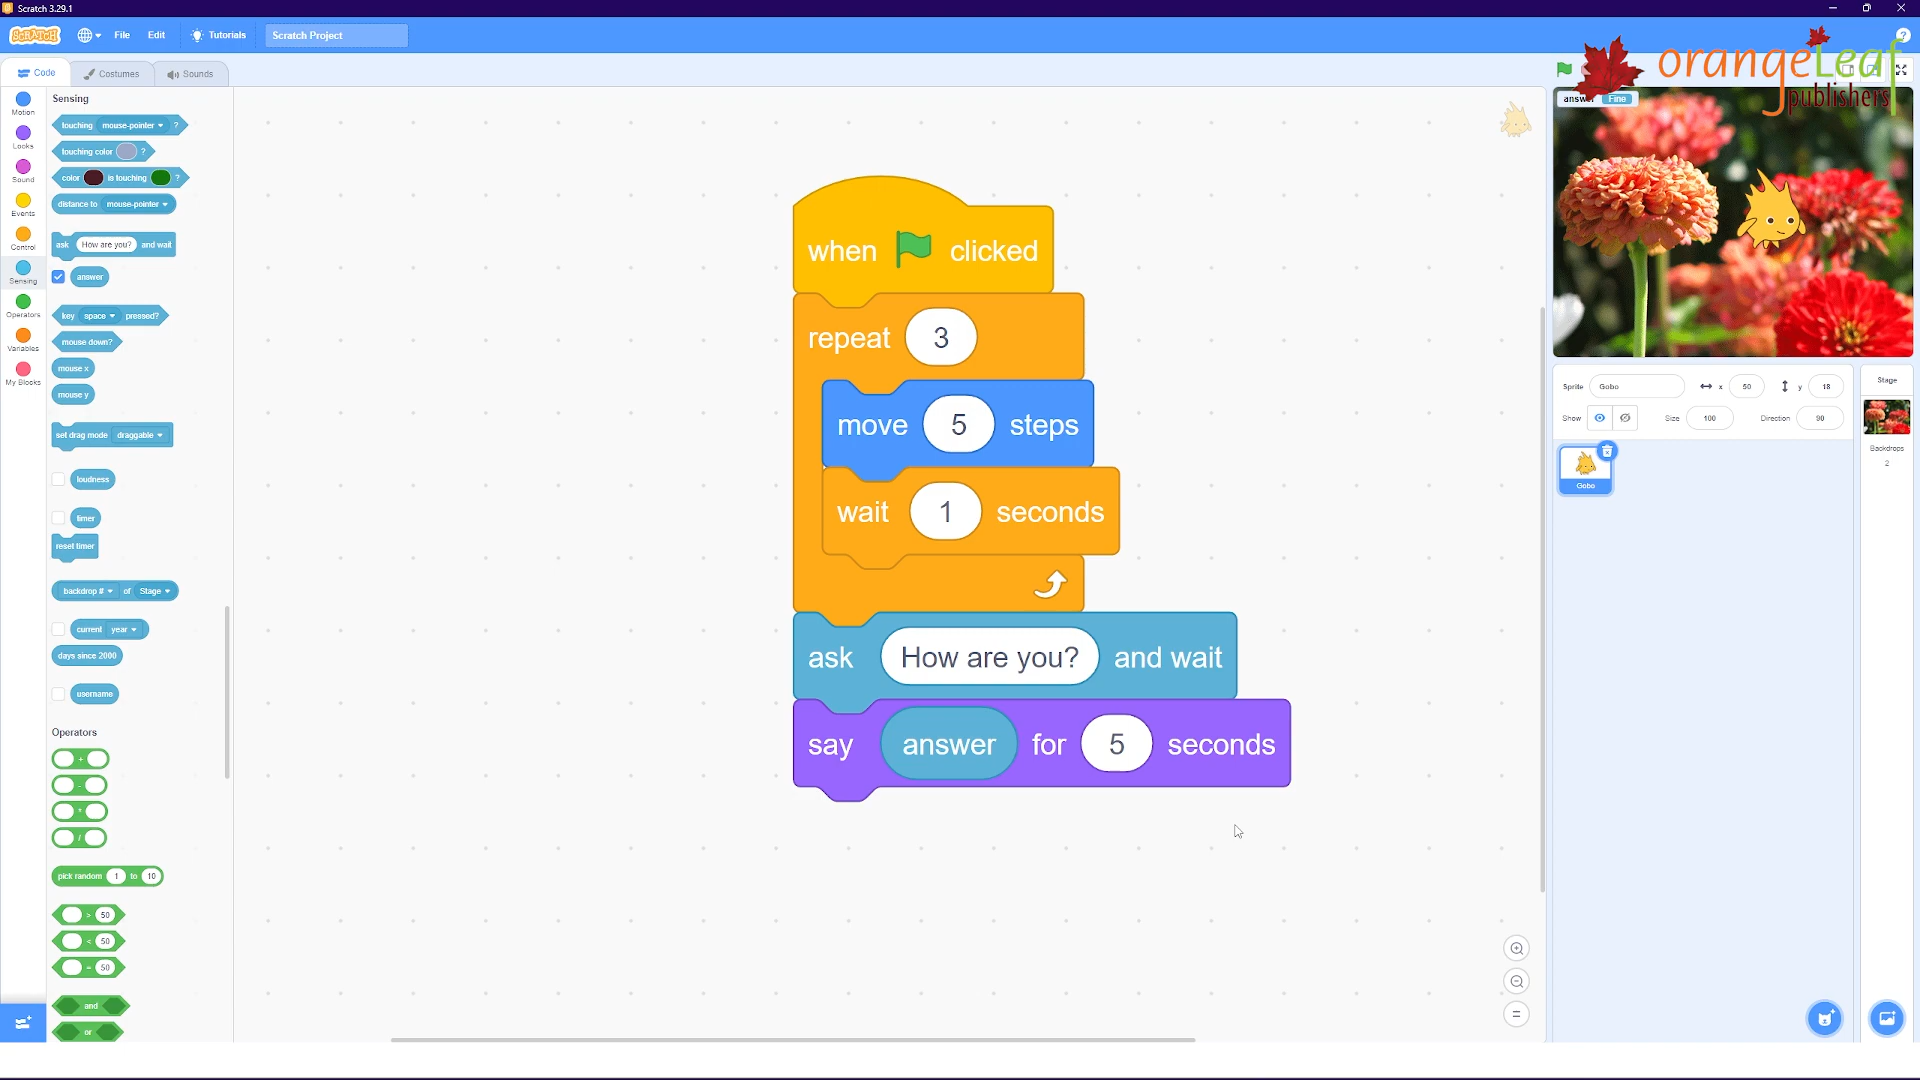 Scratch 3.29.1
SCRATCH File Edit Tutorials Scratch Project
orangeLeaf
publishers
Code Costumes Sounds
Motion
Looks
Sound
Events
Control
Sensing
Operators
Variables
My Blocks
Sensing
touching mouse-pointer ?
touching color ?
color is touching ?
distance to mouse-pointer
ask How are you? and wait
answer
key space pressed?
mouse down?
mouse x
mouse y
set drag mode draggable
loudness
timer
reset timer
backdrop # of Stage
current year
days since 2000
username
Operators
+
-
*
/
pick random 1 to 10
> 50
< 50
= 50
and
or
when clicked
repeat 3
move 5 steps
wait 1 seconds
ask How are you? and wait
say answer for 5 seconds
answer Fine
Sprite Gobo x 50 y 18
Show Size 100 Direction 90
Gobo
Stage
Backdrops
2